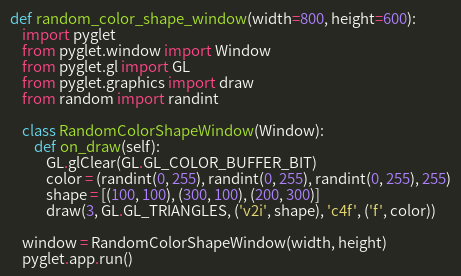 def random_color_shape_window(width=800, height=600):
import pyglet
from pyglet.window import Window
from pyglet.gl import GL
from pyglet.graphics import draw
from random import randint
class RandomColorShapeWindow(Window):
def on_draw(self):
GL.glClear(GL.GL_COLOR_BUFFER_BIT)
color = (randint(0, 255), randint(0, 255), randint(0, 255), 255)
shape = [(100, 100), (300, 100), (200, 300)]
draw(3, GL.GL_TRIANGLES, ('v2i', shape), 'c4f', ('f', color))
window = RandomColorShapeWindow(width, height)
pyglet.app.run()